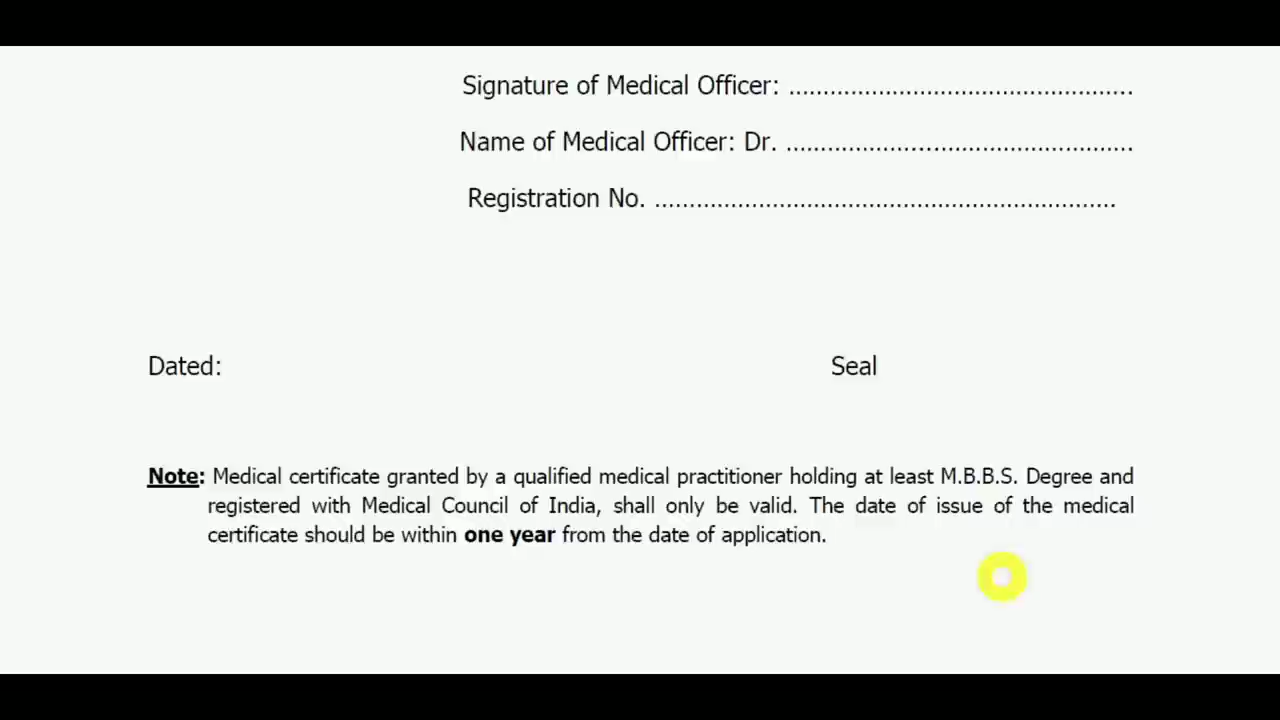 Signature of Medical Officer: ..................................................
Name of Medical Officer: Dr. ..................................................
Registration No. ...................................................................
Dated: Seal
Note: Medical certificate granted by a qualified medical practitioner holding at least M.B.B.S. Degree and
registered with Medical Council of India, shall only be valid. The date of issue of the medical
certificate should be within one year from the date of application.